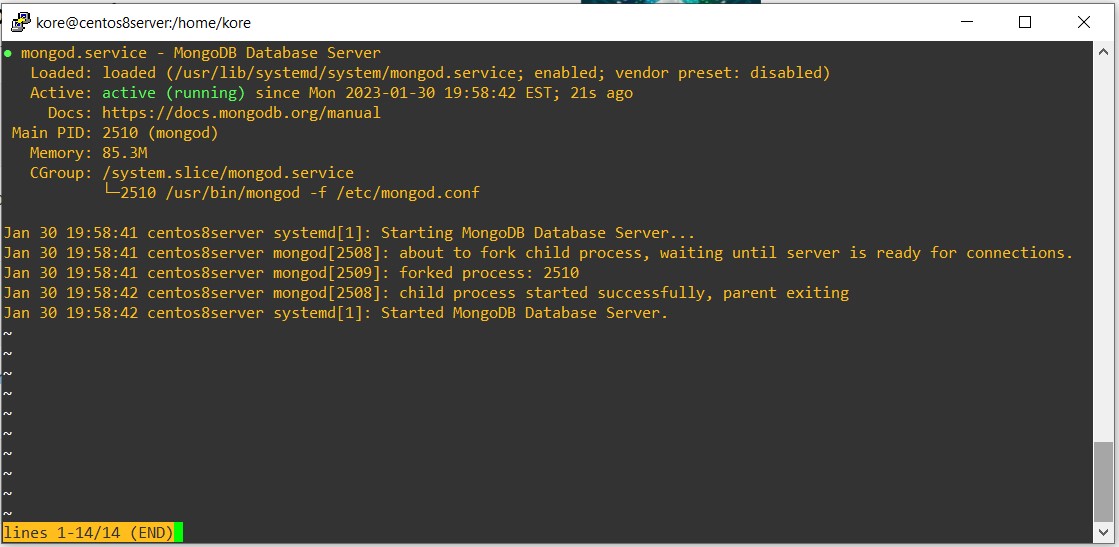 kore@centos8server:/home/kore
● mongod.service - MongoDB Database Server
   Loaded: loaded (/usr/lib/systemd/system/mongod.service; enabled; vendor preset: disabled)
   Active: active (running) since Mon 2023-01-30 19:58:42 EST; 21s ago
     Docs: https://docs.mongodb.org/manual
 Main PID: 2510 (mongod)
   Memory: 85.3M
   CGroup: /system.slice/mongod.service
           └─2510 /usr/bin/mongod -f /etc/mongod.conf

Jan 30 19:58:41 centos8server systemd[1]: Starting MongoDB Database Server...
Jan 30 19:58:41 centos8server mongod[2508]: about to fork child process, waiting until server is ready for connections.
Jan 30 19:58:41 centos8server mongod[2509]: forked process: 2510
Jan 30 19:58:42 centos8server mongod[2508]: child process started successfully, parent exiting
Jan 30 19:58:42 centos8server systemd[1]: Started MongoDB Database Server.
~
~
~
~
~
~
~
~
~
~
lines 1-14/14 (END)